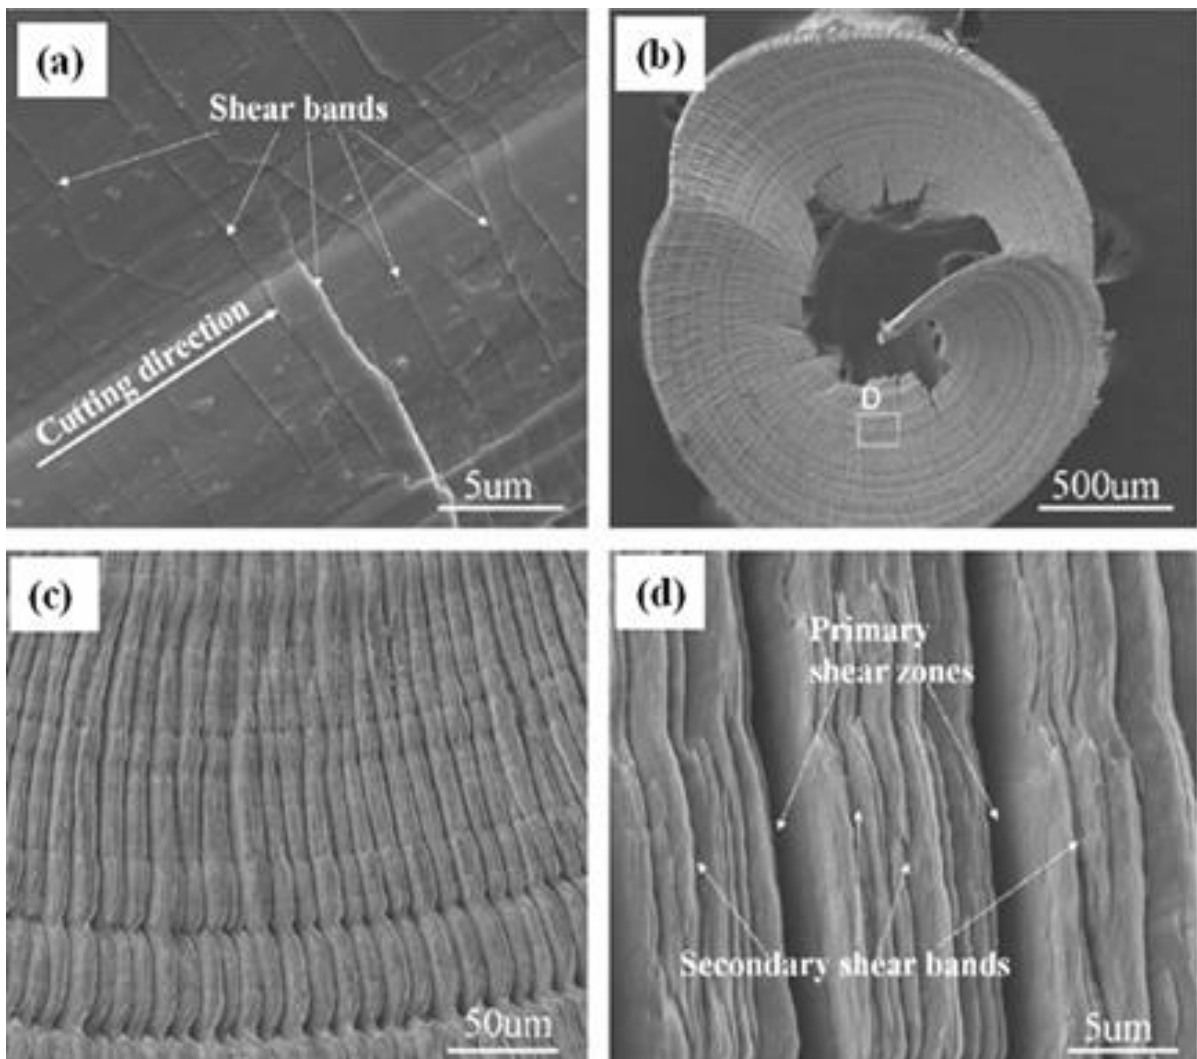 (a)
Shear bands
Cutting direction
5um
(b)
D
500um
(c)
50um
(d)
Primary
shear zones
Secondary shear bands
5um